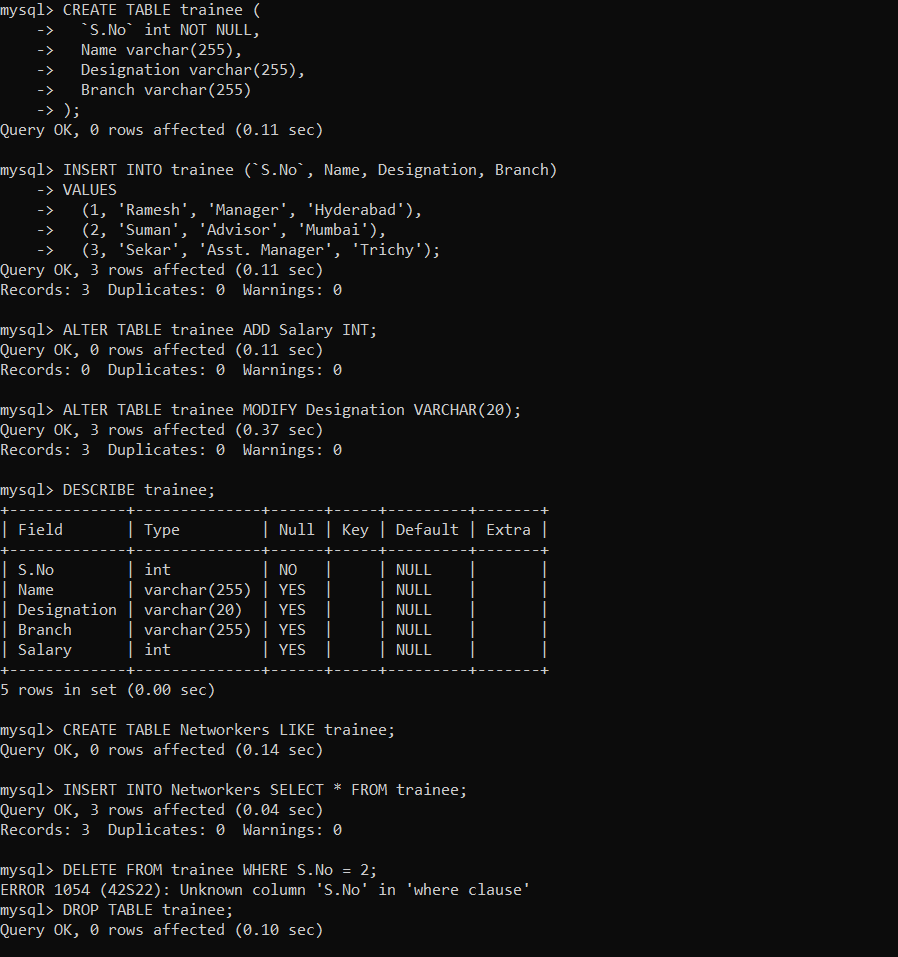 mysql> CREATE TABLE trainee (
    ->   `S.No` int NOT NULL,
    ->   Name varchar(255),
    ->   Designation varchar(255),
    ->   Branch varchar(255)
    -> );
Query OK, 0 rows affected (0.11 sec)

mysql> INSERT INTO trainee (`S.No`, Name, Designation, Branch)
    -> VALUES
    ->   (1, 'Ramesh', 'Manager', 'Hyderabad'),
    ->   (2, 'Suman', 'Advisor', 'Mumbai'),
    ->   (3, 'Sekar', 'Asst. Manager', 'Trichy');
Query OK, 3 rows affected (0.11 sec)
Records: 3  Duplicates: 0  Warnings: 0

mysql> ALTER TABLE trainee ADD Salary INT;
Query OK, 0 rows affected (0.11 sec)
Records: 0  Duplicates: 0  Warnings: 0

mysql> ALTER TABLE trainee MODIFY Designation VARCHAR(20);
Query OK, 3 rows affected (0.37 sec)
Records: 3  Duplicates: 0  Warnings: 0

mysql> DESCRIBE trainee;
+-------------+--------------+------+-----+---------+-------+
| Field       | Type         | Null | Key | Default | Extra |
+-------------+--------------+------+-----+---------+-------+
| S.No        | int          | NO   |     | NULL    |       |
| Name        | varchar(255) | YES  |     | NULL    |       |
| Designation | varchar(20)  | YES  |     | NULL    |       |
| Branch      | varchar(255) | YES  |     | NULL    |       |
| Salary      | int          | YES  |     | NULL    |       |
+-------------+--------------+------+-----+---------+-------+
5 rows in set (0.00 sec)

mysql> CREATE TABLE Networkers LIKE trainee;
Query OK, 0 rows affected (0.14 sec)

mysql> INSERT INTO Networkers SELECT * FROM trainee;
Query OK, 3 rows affected (0.04 sec)
Records: 3  Duplicates: 0  Warnings: 0

mysql> DELETE FROM trainee WHERE S.No = 2;
ERROR 1054 (42S22): Unknown column 'S.No' in 'where clause'
mysql> DROP TABLE trainee;
Query OK, 0 rows affected (0.10 sec)